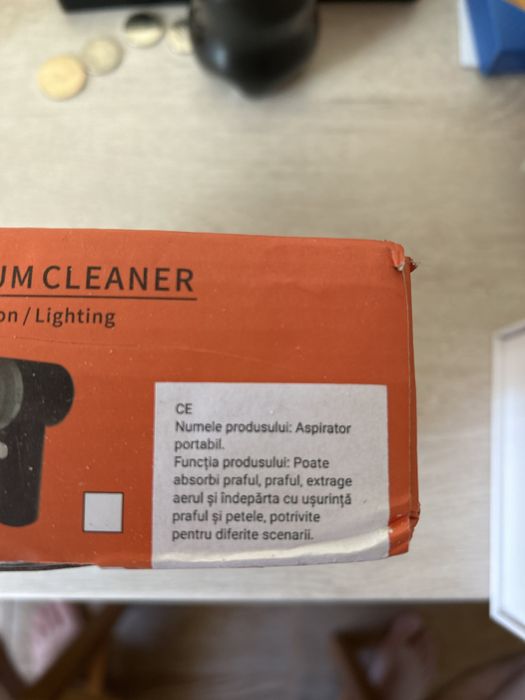 UM CLEANER
on / Lighting
CE
Numele produsului: Aspirator
portabil.
Funcția produsului: Poate
absorbi praful, praful, extrage
aerul și îndepărta cu ușurință
praful și petele, potrivite
pentru diferite scenarii.